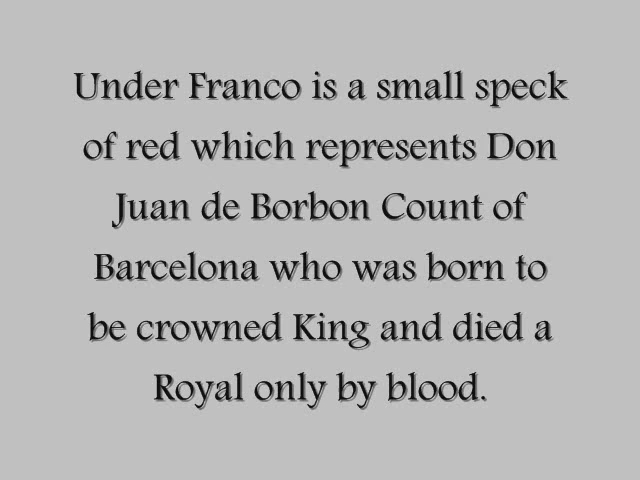 Under Franco is a small speck
of red which represents Don
Juan de Borbon Count of
Barcelona who was born to
be crowned King and died a
Royal only by blood.